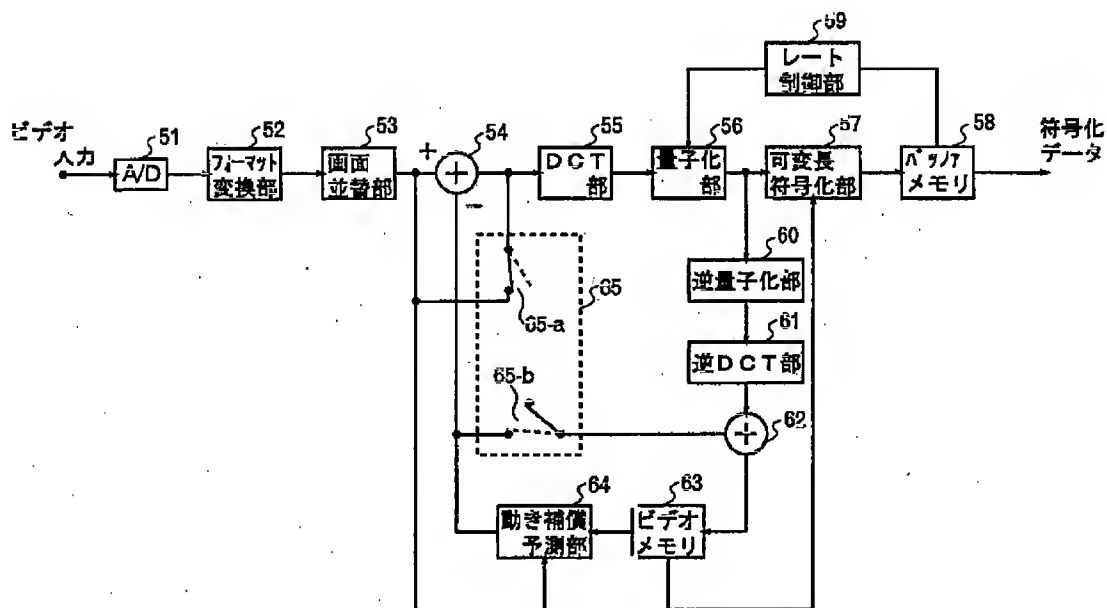 59
レート
制御部
ビデオ
入力
51
A/D
52
フォーマット
変換部
53
画面
並替部
+
54
+
−
55
DCT
部
56
量子化
部
57
可変長
符号化部
58
バッファ
メモリ
符号化
データ
60
逆量子化部
61
逆DCT部
62
+
65
65-a
65-b
64
動き補償
予測部
63
ビデオ
メモリ